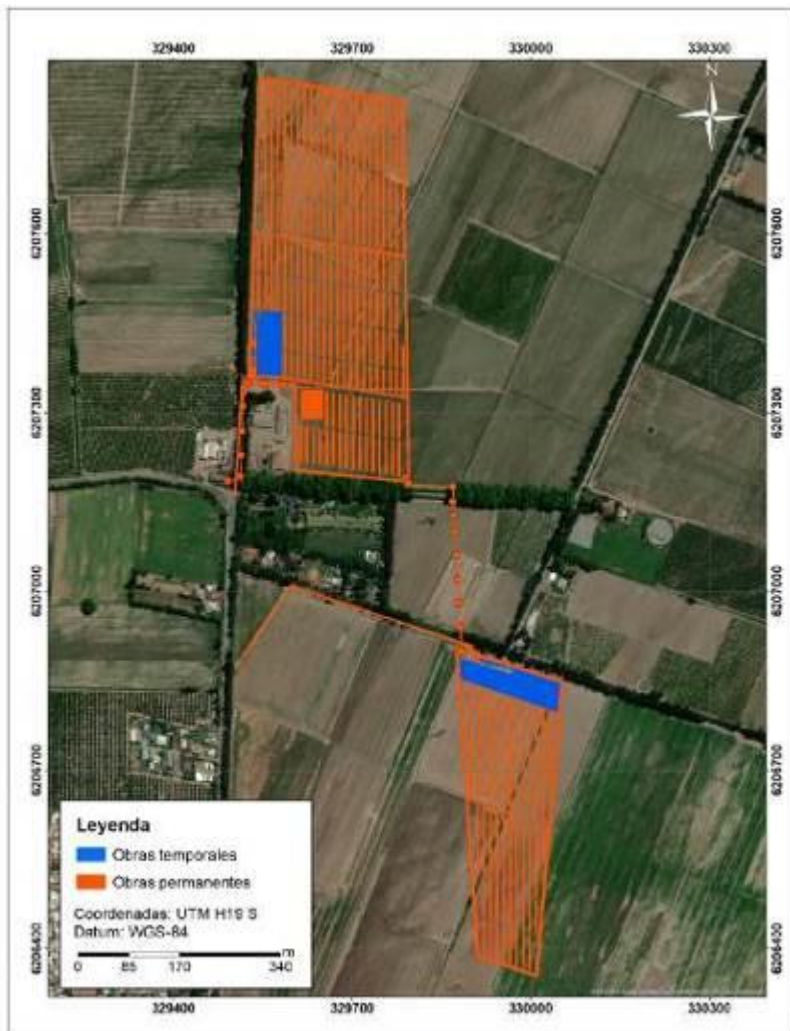 329400 329700 330000 330300
N
6207600 6207600
6207300 6207300
6207000 6207000
6206700 6206700
6206400 6206400
Leyenda
Obras temporales
Obras permanentes
Coordenadas: UTM H19 S
Datum: WGS-84
m
0 85 170 340
329400 329700 330000 330300